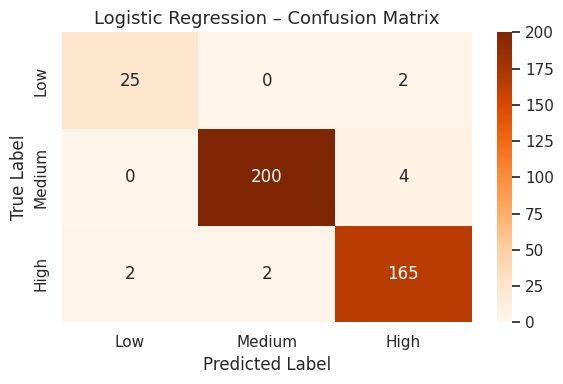 Logistic Regression – Confusion Matrix
True Label
Low
25 0 2
Medium
0 200 4
High
2 2 165
Low Medium High
Predicted Label
200
175
150
125
100
75
50
25
0